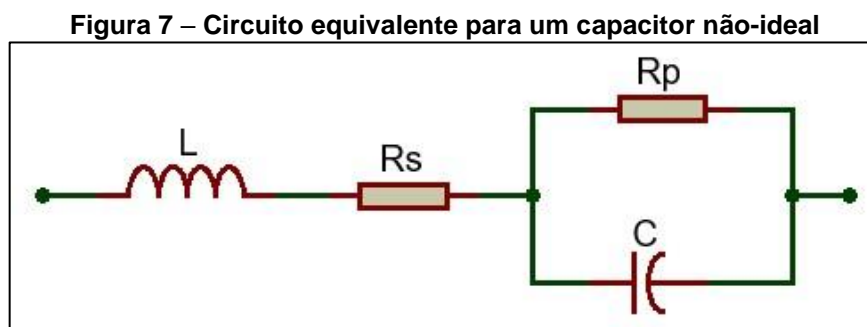 Figura 7 – Circuito equivalente para um capacitor não-ideal
Rp
L
Rs
C